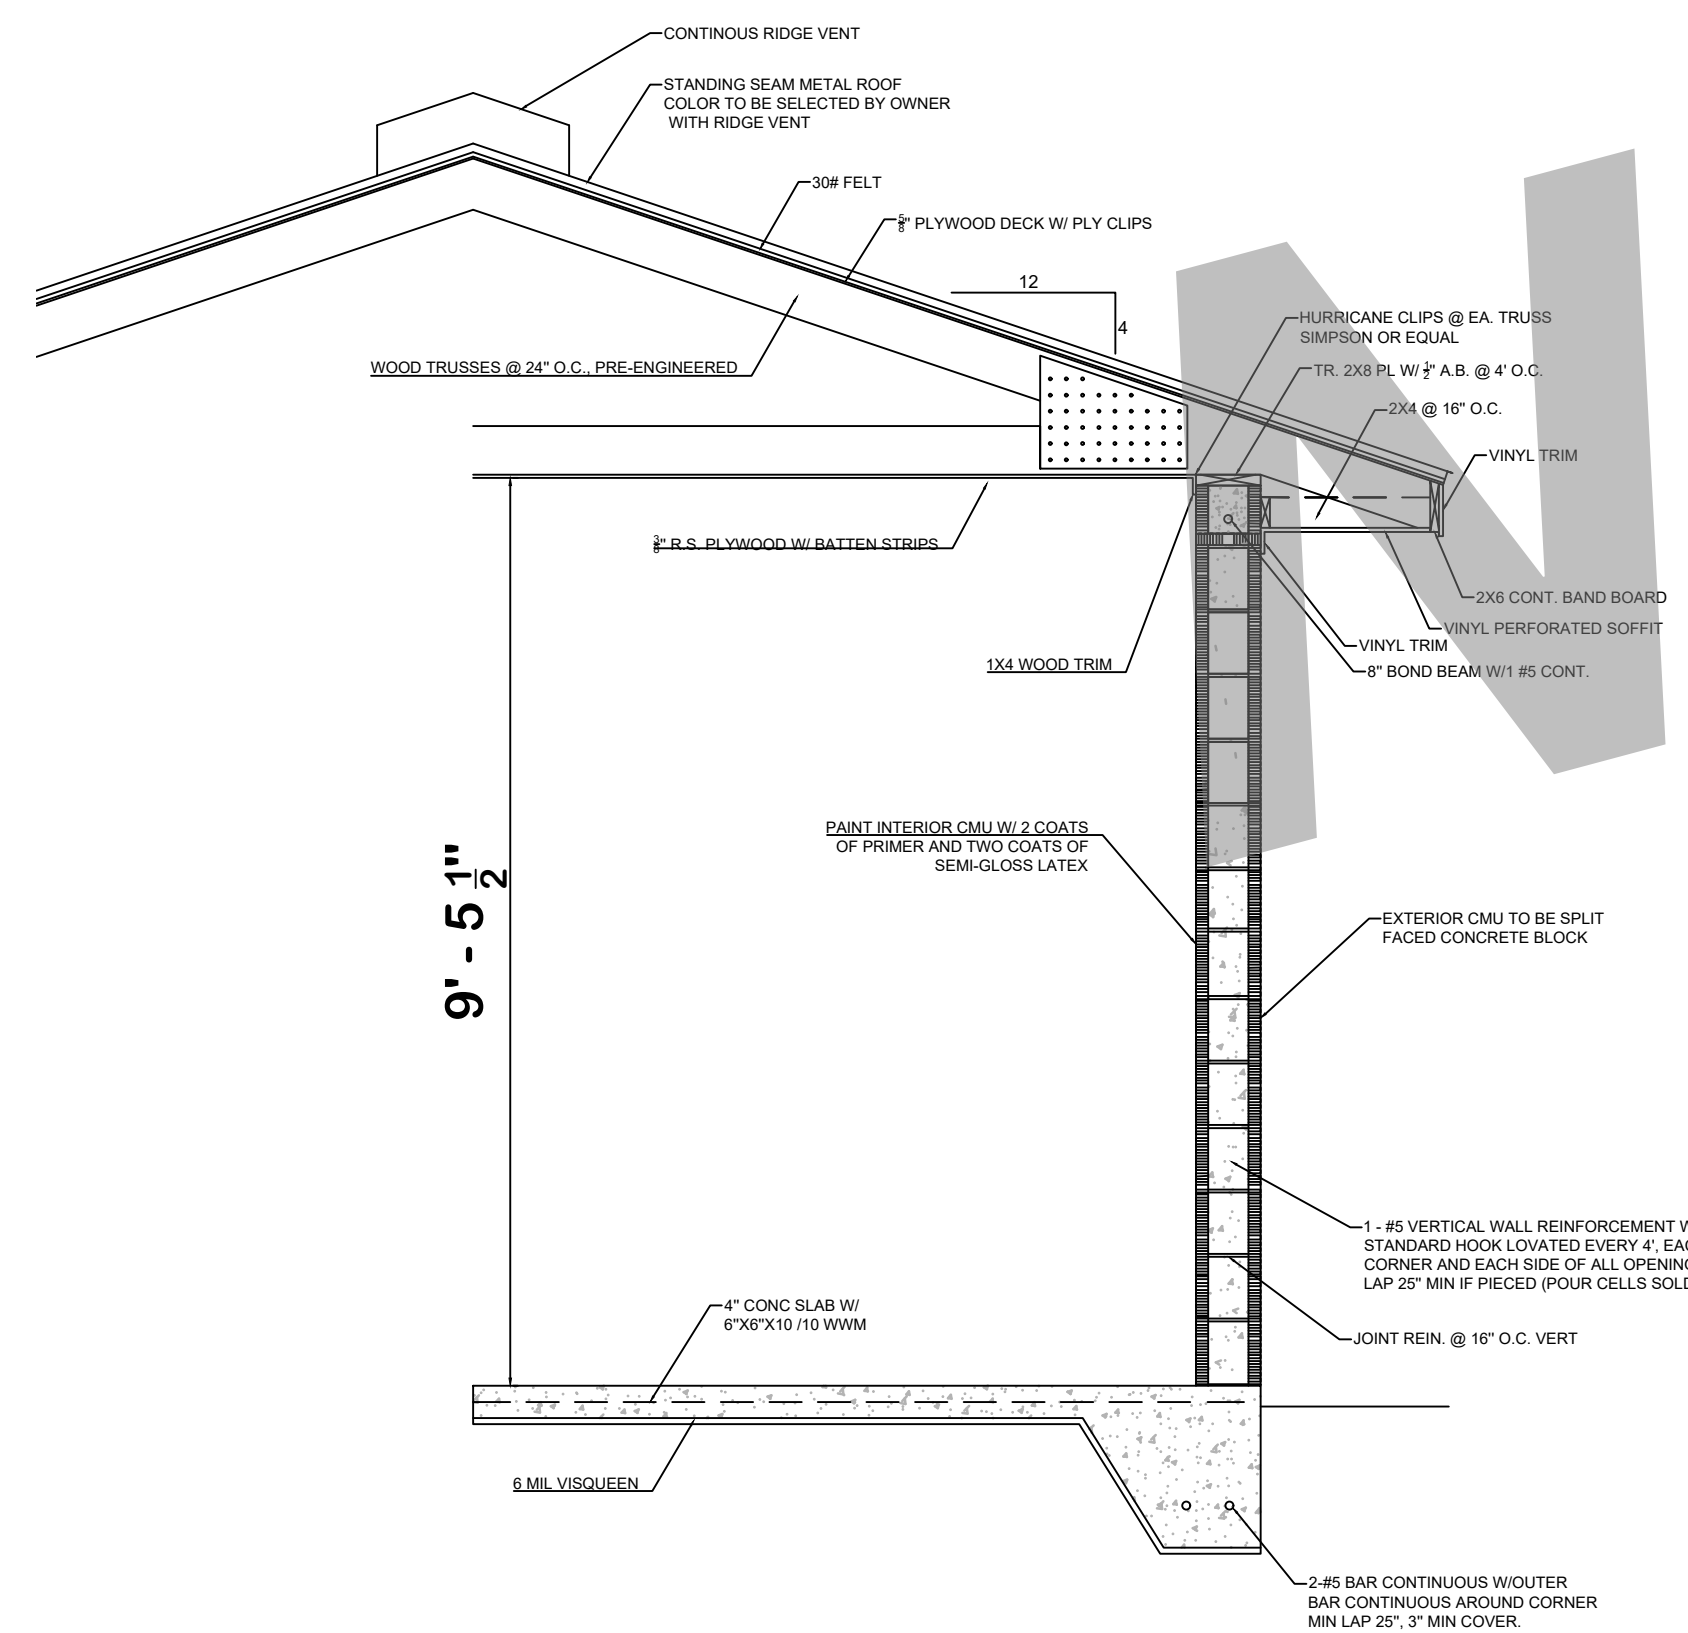 CONTINOUS RIDGE VENT
STANDING SEAM METAL ROOF
COLOR TO BE SELECTED BY OWNER
WITH RIDGE VENT
30# FELT
5/8" PLYWOOD DECK W/ PLY CLIPS
12
4
HURRICANE CLIPS @ EA. TRUSS
SIMPSON OR EQUAL
WOOD TRUSSES @ 24" O.C., PRE-ENGINEERED
TR. 2X8 PL W/ 1/2" A.B. @ 4' O.C.
2X4 @ 16" O.C.
VINYL TRIM
3/8" R.S. PLYWOOD W/ BATTEN STRIPS
2X6 CONT. BAND BOARD
VINYL PERFORATED SOFFIT
VINYL TRIM
1X4 WOOD TRIM
8" BOND BEAM W/1 #5 CONT.
9' - 5 1/2"
PAINT INTERIOR CMU W/ 2 COATS
OF PRIMER AND TWO COATS OF
SEMI-GLOSS LATEX
EXTERIOR CMU TO BE SPLIT
FACED CONCRETE BLOCK
1 - #5 VERTICAL WALL REINFORCEMENT
STANDARD HOOK LOVATED EVERY 4',
CORNER AND EACH SIDE OF ALL
LAP 25" MIN IF PIECED (POUR CELLS
4" CONC SLAB W/
6"X6"X10 /10 WWM
JOINT REIN. @ 16" O.C. VERT
6 MIL VISQUEEN
2-#5 BAR CONTINUOUS W/OUTER
BAR CONTINUOUS AROUND CORNER
MIN LAP 25", 3" MIN COVER.
N